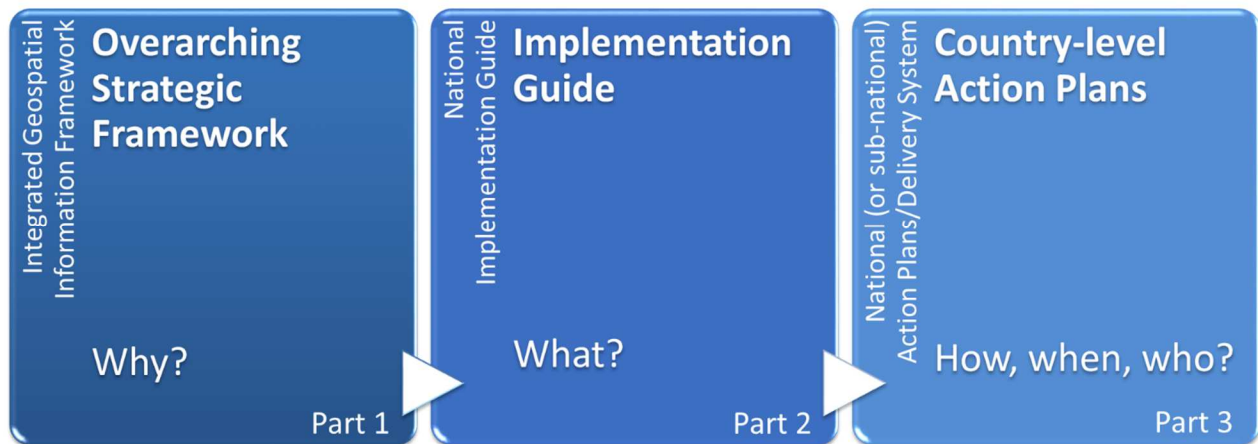 Integrated Geospatial
Information Framework
Overarching
Strategic
Framework
Why?
Part 1
National
Implementation Guide
Implementation
Guide
What?
Part 2
National (or sub-national)
Action Plans/Delivery System
Country-level
Action Plans
How, when, who?
Part 3